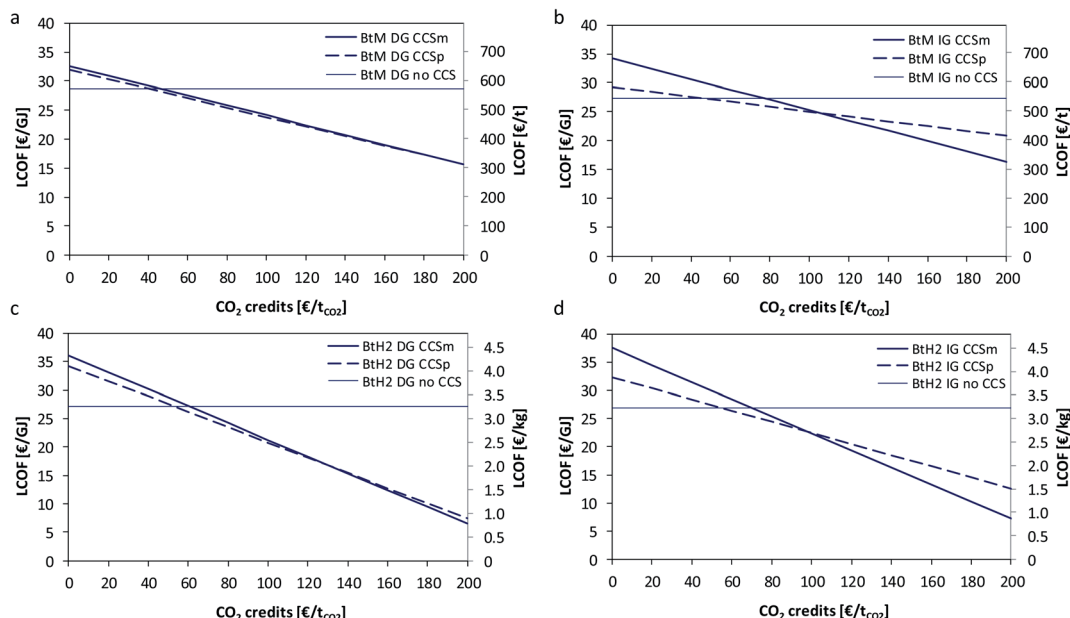 a
40
35
30
25
20
15
10
5
0
LCOF [€/GJ]
BtM DG CCSm
BtM DG CCSp
BtM DG no CCS
700
600
500
400
300
200
100
0
LCOF [€/t]
0 20 40 60 80 100 120 140 160 180 200
CO₂ credits [€/tCO2]
b
40
35
30
25
20
15
10
5
0
LCOF [€/GJ]
BtM IG CCSm
BtM IG CCSp
BtM IG no CCS
700
600
500
400
300
200
100
0
LCOF [€/t]
0 20 40 60 80 100 120 140 160 180 200
CO₂ credits [€/tCO2]
c
40
35
30
25
20
15
10
5
0
LCOF [€/GJ]
BtH2 DG CCSm
BtH2 DG CCSp
BtH2 DG no CCS
4.5
4.0
3.5
3.0
2.5
2.0
1.5
1.0
0.5
0
LCOF [€/kg]
0 20 40 60 80 100 120 140 160 180 200
CO₂ credits [€/tCO2]
d
40
35
30
25
20
15
10
5
0
LCOF [€/GJ]
BtH2 IG CCSm
BtH2 IG CCSp
BtH2 IG no CCS
4.5
4.0
3.5
3.0
2.5
2.0
1.5
1.0
0.5
0
LCOF [€/kg]
0 20 40 60 80 100 120 140 160 180 200
CO₂ credits [€/tCO2]